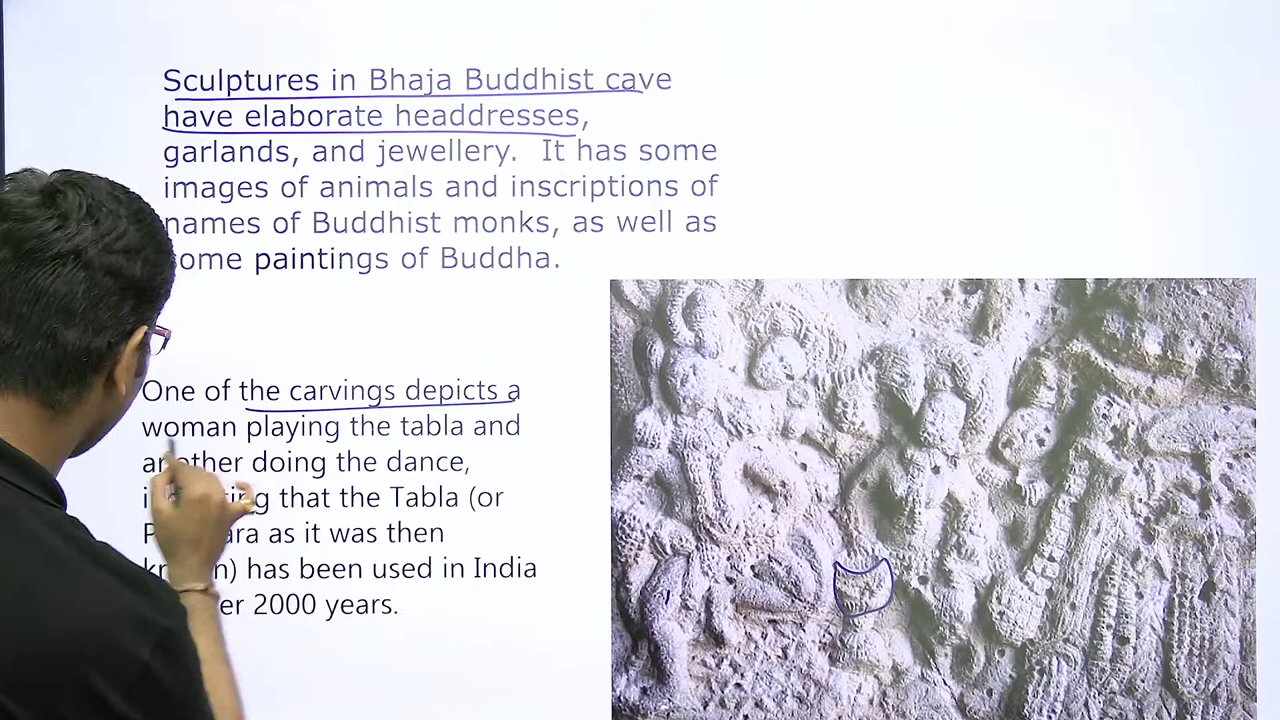 Sculptures in Bhaja Buddhist cave
have elaborate headdresses,
garlands, and jewellery. It has some
images of animals and inscriptions of
names of Buddhist monks, as well as
some paintings of Buddha.
One of the carvings depicts a
woman playing the tabla and
another doing the dance,
that the Tabla (or
as it was then
has been used in India
2000 years.